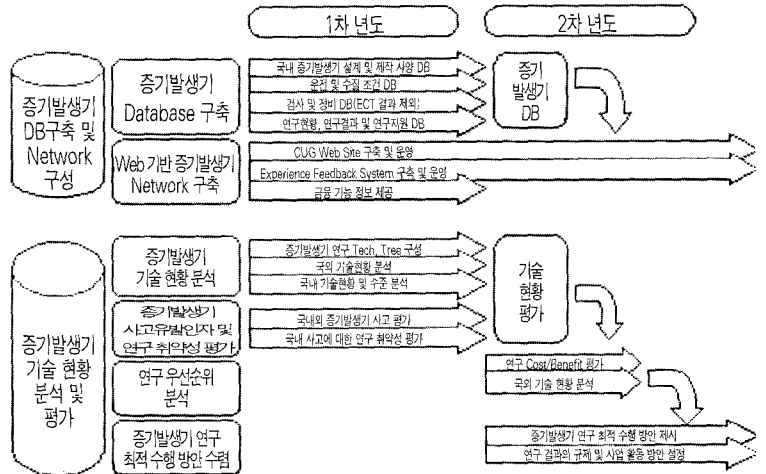 1차 년도
2차 년도
증기발생기
DB구축 및
Network
구성
증기발생기
Database 구축
국내 증기발생기 설계 및 제작 사양 DB
운전 및 수질 조건 DB
검사 및 정비 DB(ECT 결과 제외)
연구현황, 연구결과 및 연구지원 DB
증기
발생기
DB
Web 기반 증기발생기
Network 구축
CUG Web Site 구축 및 운영
Experience Feedback System 구축 및 운영
금융 기능 정보 제공
증기발생기
기술 현황
분석 및
평가
증기발생기
기술 현황 분석
증기발생기 연구 Tech, Tree 구성
국외 기술현황 분석
국내 기술현황 및 수준 분석
기술
현황
평가
증기발생기
사고유발인자 및
연구 취약성 평가
국내외 증기발생기 사고 평가
국내 사고에 대한 연구 취약성 평가
연구 우선순위
분석
연구 Cost/Benefit 평가
국외 기술 현황 분석
증기발생기 연구
최적 수행 방안 수렴
증기발생기 연구 최적 수행 방안 제시
연구 결과의 규제 및 사업 활동 방안 설정